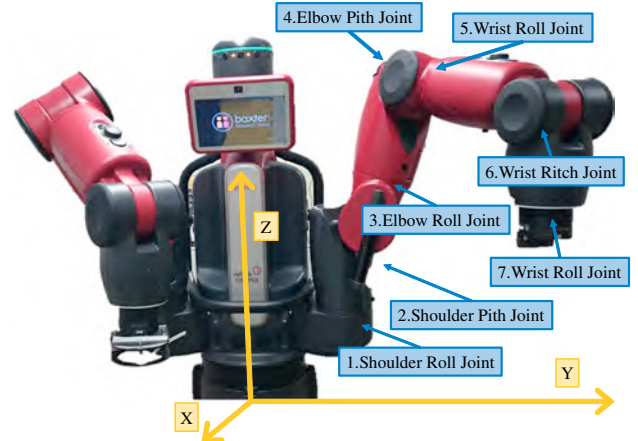 4.Elbow Pith Joint
5.Wrist Roll Joint
baxter
Z
6.Wrist Ritch Joint
3.Elbow Roll Joint
7.Wrist Roll Joint
2.Shoulder Pith Joint
1.Shoulder Roll Joint
Y
X